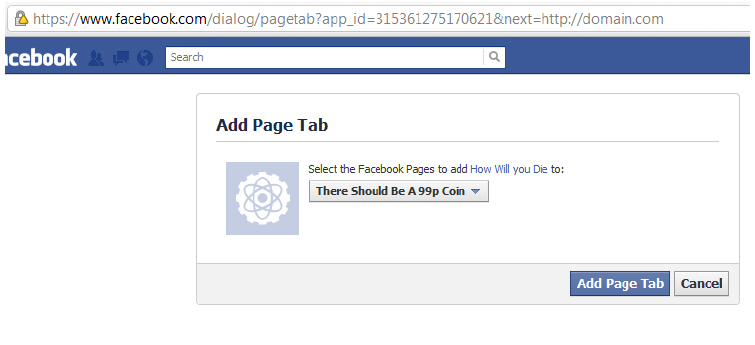 https://www.facebook.com/dialog/pagetab?app_id=315361275170621&next=http://domain.com
acebook
Search
Add Page Tab
Select the Facebook Pages to add How Will you Die to:
There Should Be A 99p Coin
Add Page Tab Cancel